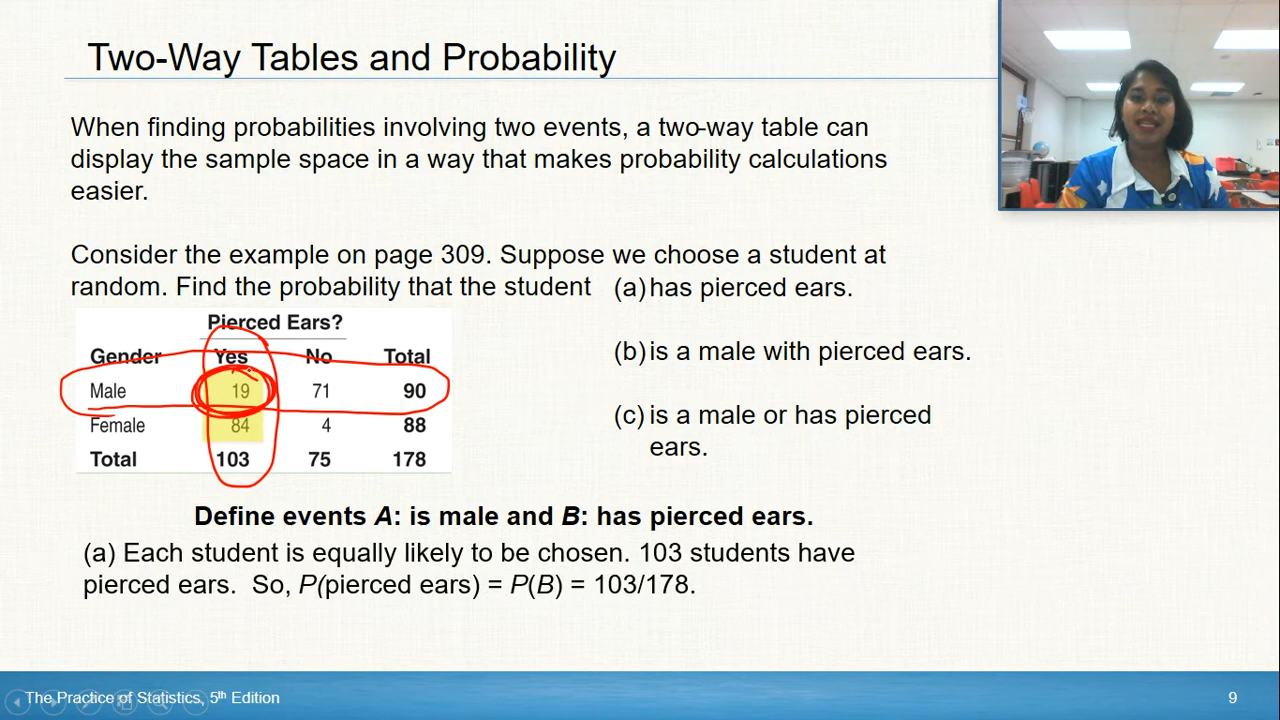 Two-Way Tables and Probability
When finding probabilities involving two events, a two-way table can
display the sample space in a way that makes probability calculations
easier.
Consider the example on page 309. Suppose we choose a student at
random. Find the probability that the student
(a) has pierced ears.
(b) is a male with pierced ears.
(c) is a male or has pierced
ears.
Pierced Ears?
Gender Yes No Total
Male 19 71 90
Female 84 4 88
Total 103 75 178
Define events A: is male and B: has pierced ears.
(a) Each student is equally likely to be chosen. 103 students have
pierced ears. So, P(pierced ears) = P(B) = 103/178.
The Practice of Statistics, 5th Edition
9